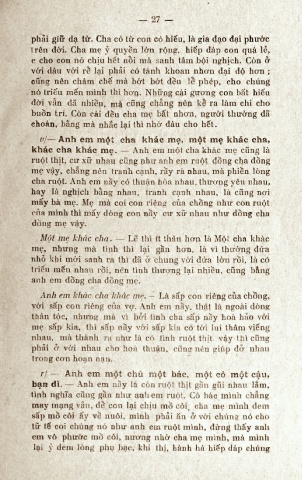 — 27 —
phải giữ dạ từ. Cha có từ con có hiếu, là gia đạo đại phước
trên đời. Cha mẹ ỷ quyền lớn rộng, hiếp đáp con quá lẽ,
e cho con nó chịu hết nỗi mà sanh tâm bội nghịch. Còn ở
với dâu với rể lại phải có tánh khoan nhơn đại độ hơn;
cũng nên chăm chế mà bớt bớt đều lễ phép, cho chúng
nó triều mến mình thì hơn. Những cái gương con bất hiếu
đời vẫn đã nhiều, mà cũng chẳng nên kể ra làm chi cho
buồn trí. Còn cái đều cha mẹ bất nhơn, người thường đã
choán, bằng mà nhắc lại thì nhớ đâu cho hết.
v/— Anh em một cha khác mẹ, một mẹ khác cha,
khác cha khác mẹ. — Anh em một cha khác mẹ cũng là
ruột thịt, cư xử nhau cũng như anh em ruột đồng cha đồng
mẹ vậy, chẳng nên tranh cạnh, rầy rà nhau, mà phiền lòng
cha ruột. Anh em nầy có thuận hòa nhau, thương yêu nhau,
hay là nghịch bằng nhau, tranh cạnh nhau, là cũng nơi
mấy bà mẹ. Mẹ mà coi con riêng của chồng như con ruột
của mình thì mấy dòng con nầy cư xử nhau như đồng cha
đồng mẹ vậy.
Một mẹ khác cha. — Lẽ thì ít thâm hơn là Một cha khác
mẹ, nhưng mà tình thì lại gần hơn, là vì thường đứa
nhỏ khi mới sanh ra thì đã ở chung với đứa lớn rồi, là có
triều mến nhau rồi, nên tình thương lại nhiều, cũng bằng
anh em đồng cha đồng mẹ.
Anh em khác cha khác mẹ. — Là sắp con riêng của chồng,
với sắp con riêng của vợ. Anh em nầy, thật là ngoài dòng
thân tộc, nhưng mà vì bởi tình cha sắp nầy hoà hảo với
mẹ sắp kia, thì sắp nầy với sắp kia có tới lui thăm viếng
nhau, mà thành ra như là có tình ruột thịt vậy thì cũng
phải ở với nhau cho hoà thuận, cũng nên giúp đỡ nhau
trong cơn hoạn nạn.
r/ — Anh em một chú một bác, một cô một cậu,
bạn dì. — Anh em nầy là còn ruột thịt gần gũi nhau lắm,
tình nghĩa cũng gần như anh em ruột. Cô bác mình chẳng
may mạng vắn, để con lại chịu mồ côi, cha mẹ mình đem
sắp mồ côi ấy về nuôi, mình phải ăn ở với chúng nó cho
tử tế coi chúng nó như anh em ruột mình, đừng thấy anh
em vô phước mồ côi, nương nhờ cha mẹ mình, mà mình
lại ỷ đem lòng phụ bạc, khi thị, hành hà hiếp đáp chúng